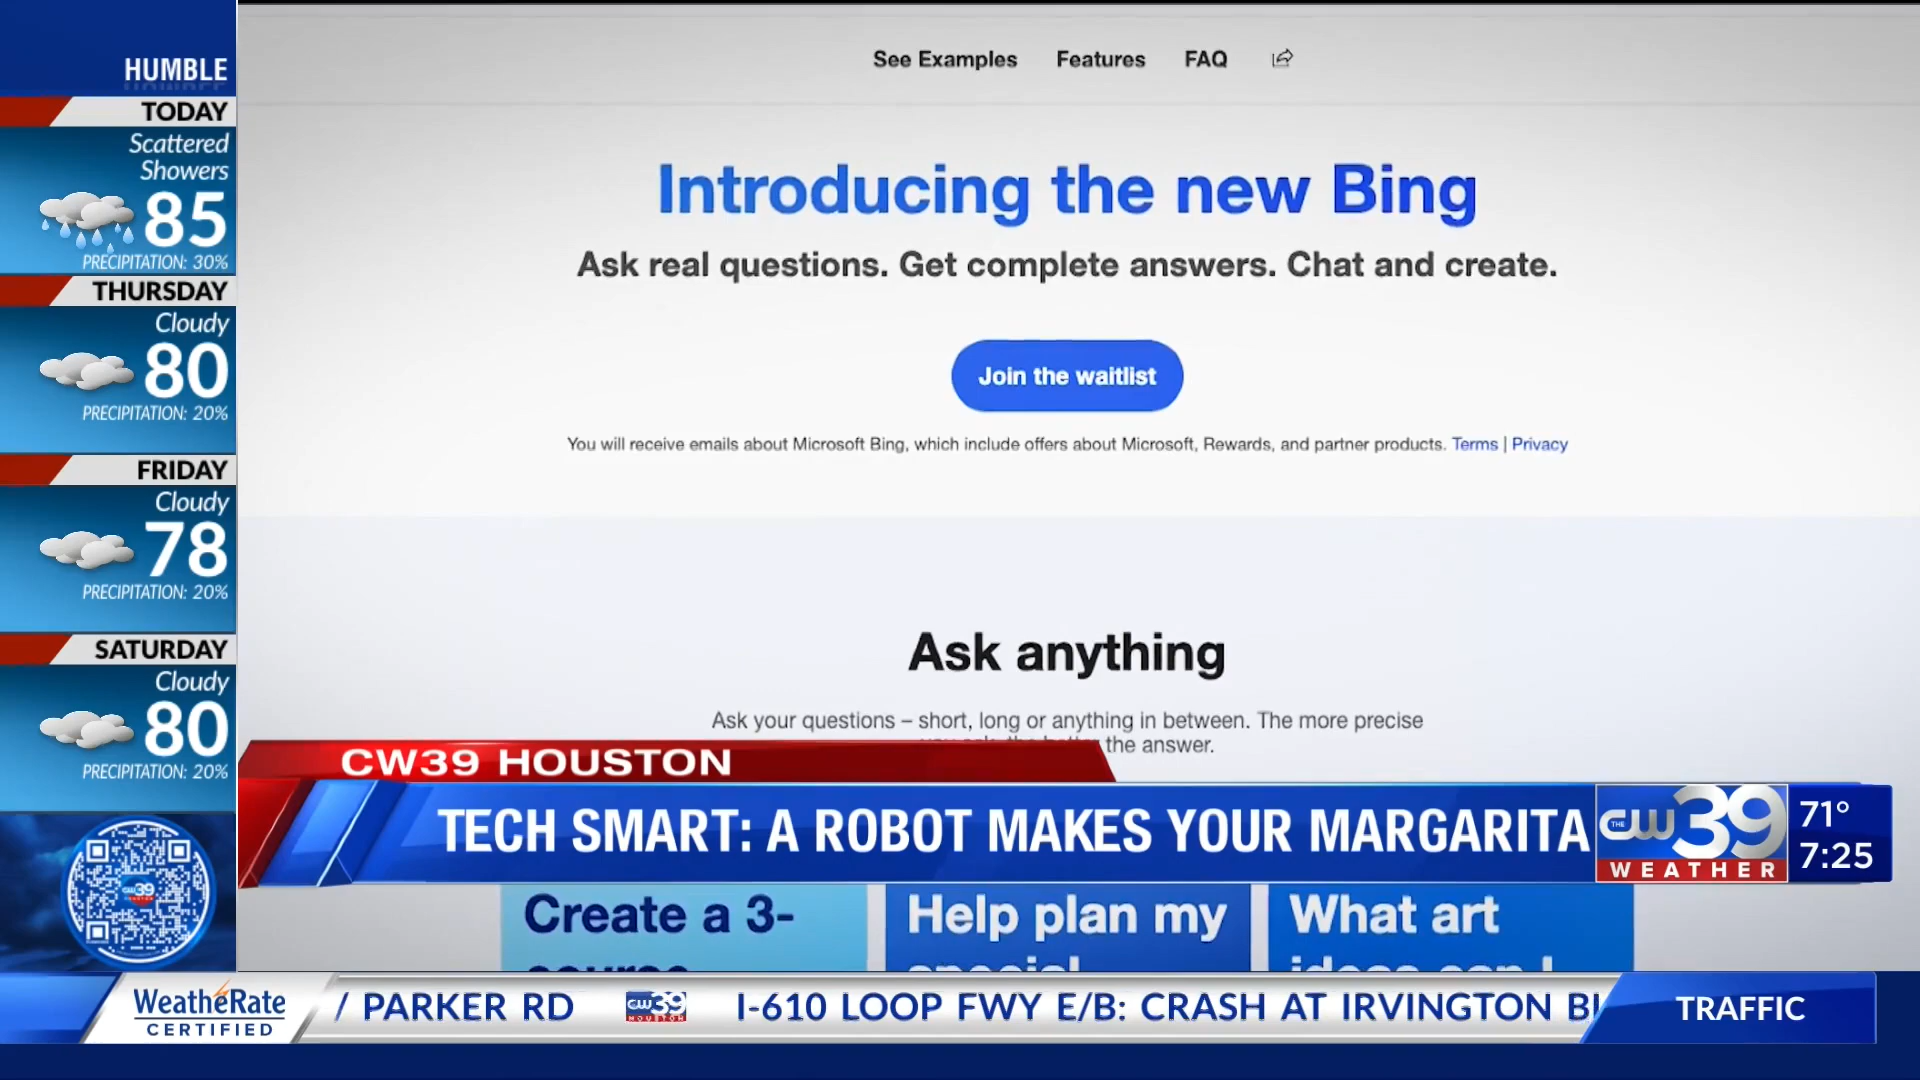 HUMBLE
TODAY
Scattered
Showers
85
PRECIPITATION: 30%
THURSDAY
Cloudy
80
PRECIPITATION: 20%
FRIDAY
Cloudy
78
PRECIPITATION: 20%
SATURDAY
Cloudy
80
PRECIPITATION: 20%
See Examples Features FAQ
Introducing the new Bing
Ask real questions. Get complete answers. Chat and create.
Join the waitlist
You will receive emails about Microsoft Bing, which include offers about Microsoft, Rewards, and partner products. Terms | Privacy
Ask anything
Ask your questions – short, long or anything in between. The more precise
the answer.
CW39 HOUSTON
TECH SMART: A ROBOT MAKES YOUR MARGARITA
THE CW 39
WEATHER
71°
7:25
Create a 3-
Help plan my
What art
WeatheRate
CERTIFIED
/ PARKER RD
CW39
HOUSTON
I-610 LOOP FWY E/B: CRASH AT IRVINGTON
TRAFFIC